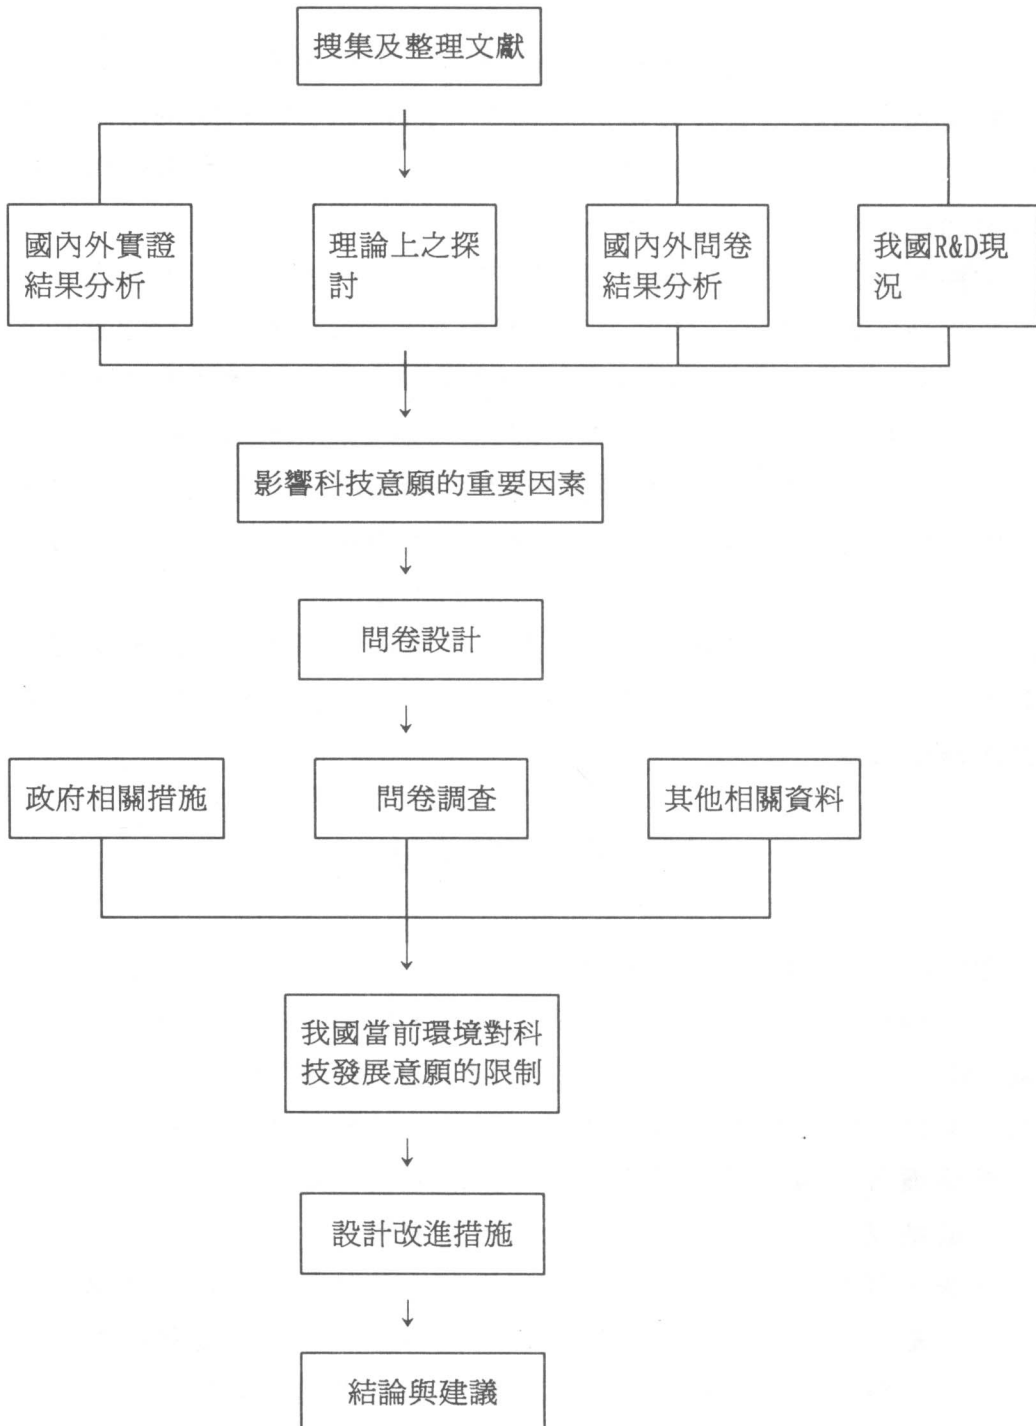 搜集及整理文獻
國內外實證
結果分析
理論上之探
討
國內外問卷
結果分析
我國R&D現
況
影響科技意願的重要因素
問卷設計
政府相關措施
問卷調查
其他相關資料
我國當前環境對科
技發展意願的限制
設計改進措施
結論與建議